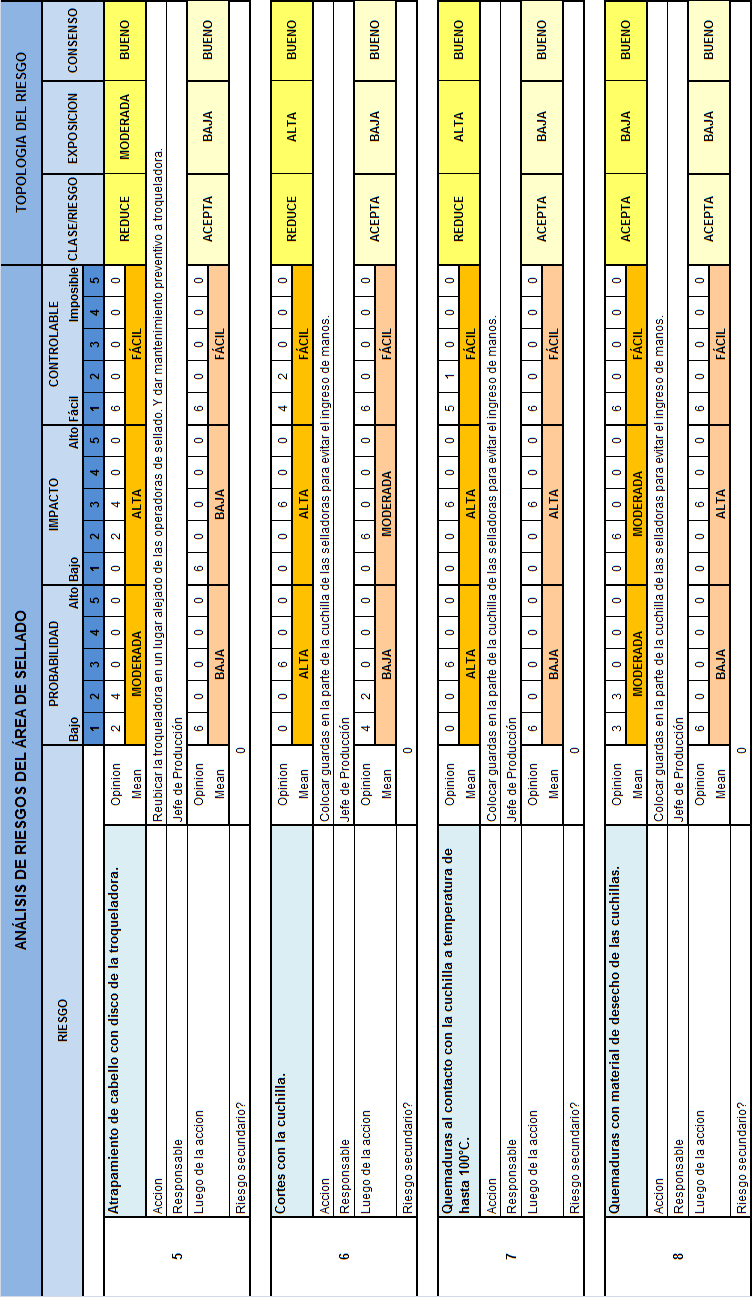 ANÁLISIS DE RIESGOS DEL ÁREA DE SELLADO TOPOLOGIA DEL RIESGO
RIESGO PROBABILIDAD IMPACTO CONTROLABLE CLASE/RIESGO EXPOSICION CONSENSO
Bajo Alto Bajo Alto Fácil Imposible
1 2 3 4 5 1 2 3 4 5 1 2 3 4 5
5 Atrapamiento de cabello con disco de la troqueladora. Opinion 2 4 0 0 0 0 2 4 0 0 6 0 0 0 0 REDUCE MODERADA BUENO
Mean MODERADA ALTA FÁCIL
Accion Reubicar la troqueladora en un lugar alejado de las operadoras de sellado. Y dar mantenimiento preventivo a troqueladora.
Responsable Jefe de Producción
Luego de la accion Opinion 6 0 0 0 0 6 0 0 0 0 6 0 0 0 0 ACEPTA BAJA BUENO
Mean BAJA BAJA FÁCIL
Riesgo secundario? 0
6 Cortes con la cuchilla. Opinion 0 0 6 0 0 0 0 6 0 0 4 2 0 0 0 REDUCE ALTA BUENO
Mean ALTA ALTA FÁCIL
Accion Colocar guardas en la parte de la cuchilla de las selladoras para evitar el ingreso de manos.
Responsable Jefe de Producción
Luego de la accion Opinion 4 2 0 0 0 0 6 0 0 0 6 0 0 0 0 ACEPTA BAJA BUENO
Mean BAJA MODERADA FÁCIL
Riesgo secundario? 0
7 Quemaduras al contacto con la cuchilla a temperatura de Opinion 0 0 6 0 0 0 0 6 0 0 5 1 0 0 0 REDUCE ALTA BUENO
hasta 100°C. Mean ALTA ALTA FÁCIL
Accion Colocar guardas en la parte de la cuchilla de las selladoras para evitar el ingreso de manos.
Responsable Jefe de Producción
Luego de la accion Opinion 6 0 0 0 0 0 0 6 0 0 6 0 0 0 0 ACEPTA BAJA BUENO
Mean BAJA ALTA FÁCIL
Riesgo secundario? 0
8 Quemaduras con material de desecho de las cuchillas. Opinion 3 3 0 0 0 0 6 0 0 0 6 0 0 0 0 ACEPTA BAJA BUENO
Mean MODERADA MODERADA FÁCIL
Accion Colocar guardas en la parte de la cuchilla de las selladoras para evitar el ingreso de manos.
Responsable Jefe de Producción
Luego de la accion Opinion 6 0 0 0 0 0 0 6 0 0 6 0 0 0 0 ACEPTA BAJA BUENO
Mean BAJA ALTA FÁCIL
Riesgo secundario? 0